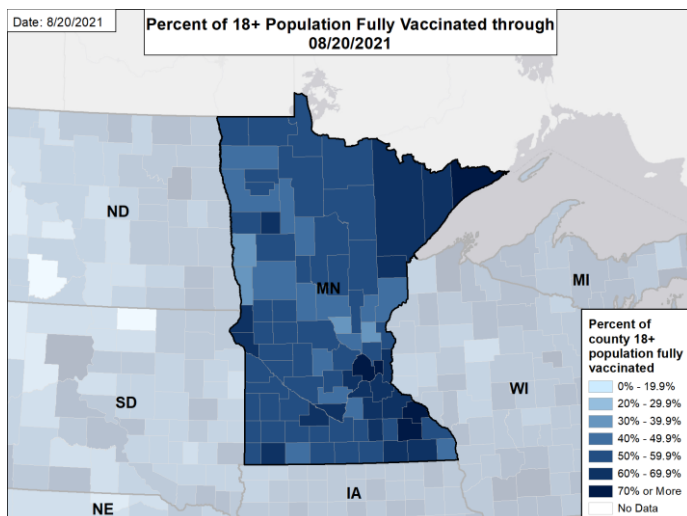 Date: 8/20/2021
Percent of 18+ Population Fully Vaccinated through
08/20/2021
ND
MN
MI
SD
WI
IA
NE
Percent of
county 18+
population fully
vaccinated
0% - 19.9%
20% - 29.9%
30% - 39.9%
40% - 49.9%
50% - 59.9%
60% - 69.9%
70% or More
No Data